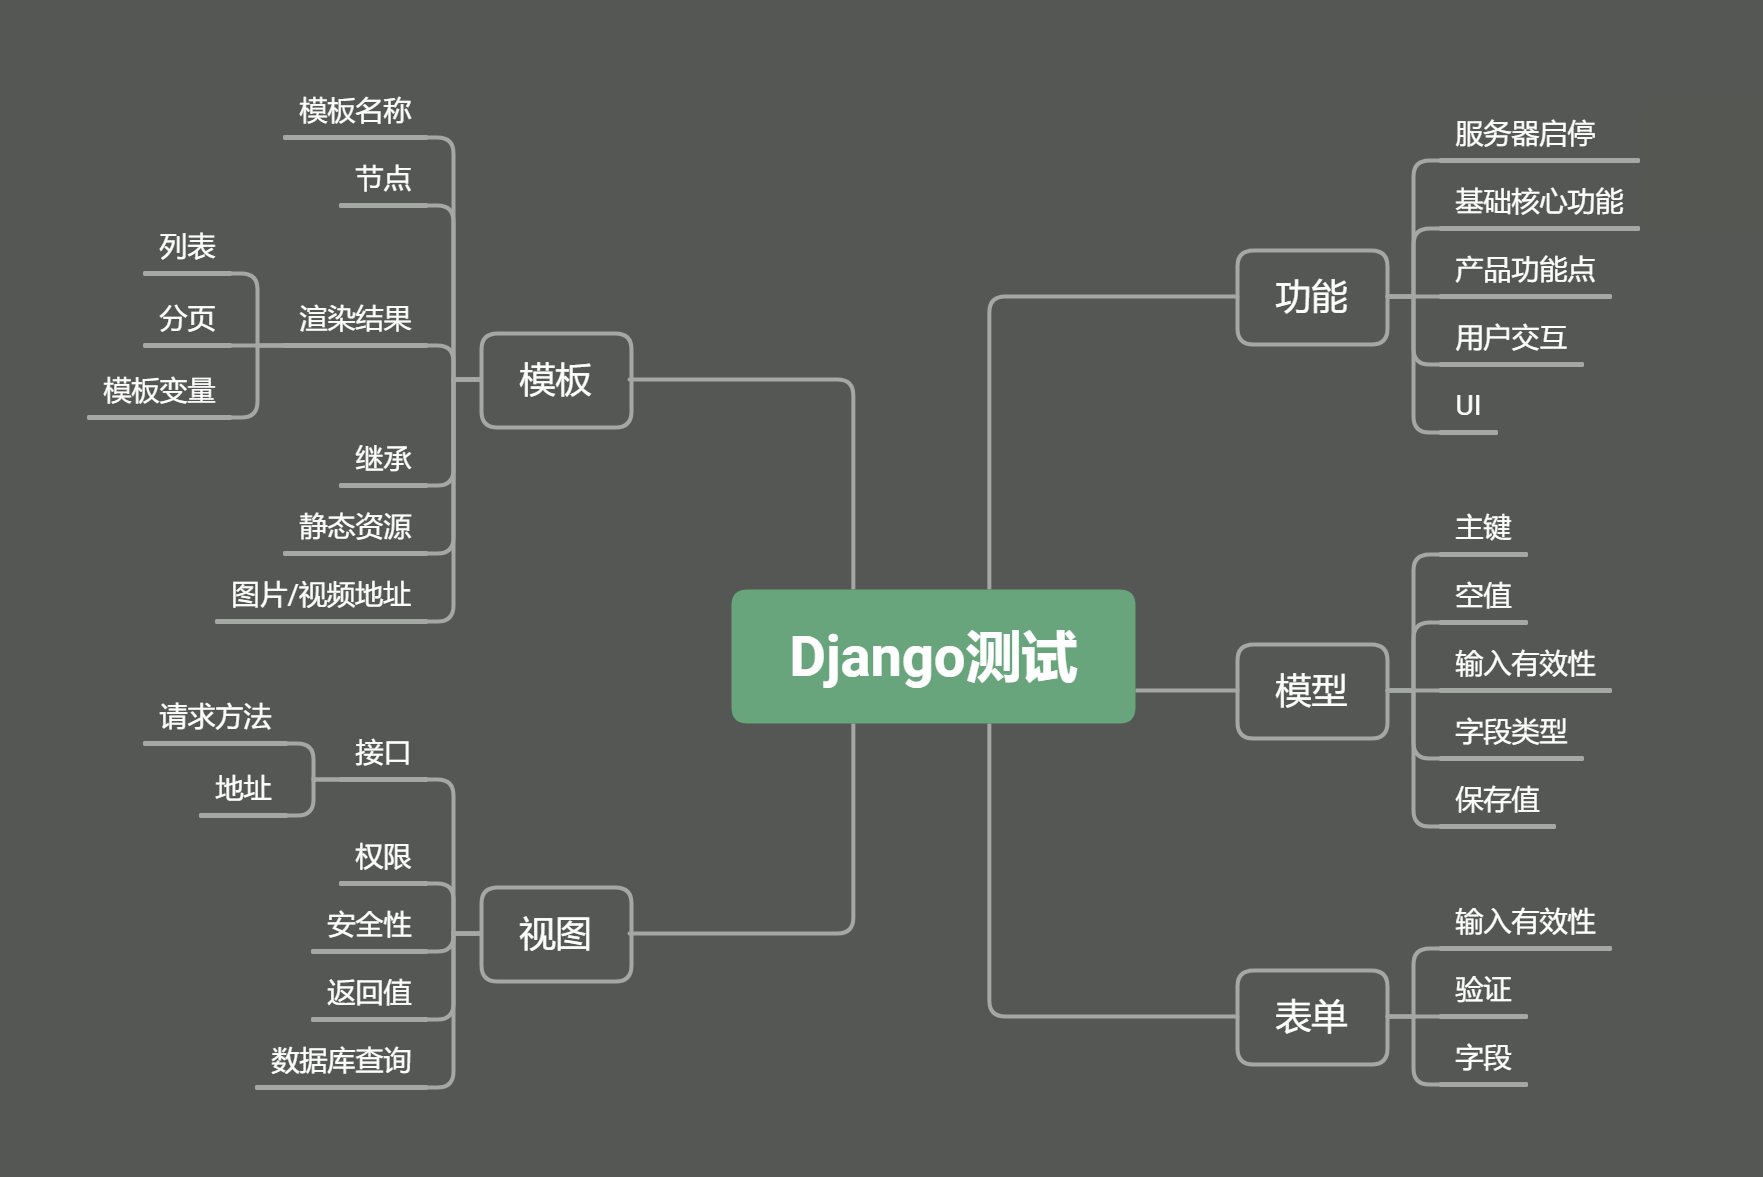 Django测试
功能
服务器启停
基础核心功能
产品功能点
用户交互
UI
模型
主键
空值
输入有效性
字段类型
保存值
表单
输入有效性
验证
字段
模板
模板名称
节点
渲染结果
列表
分页
模板变量
继承
静态资源
图片/视频地址
视图
接口
请求方法
地址
权限
安全性
返回值
数据库查询